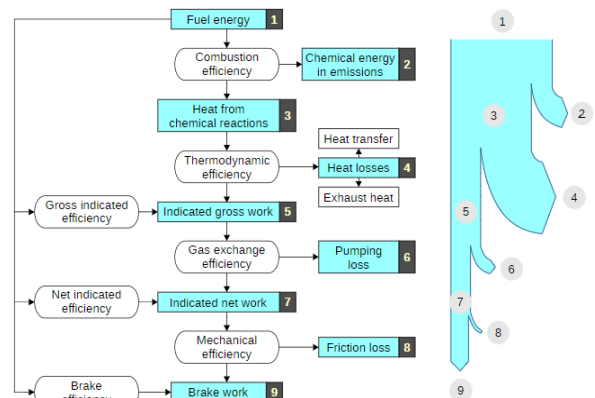 Fuel energy 1
Combustion
efficiency
Chemical energy
in emissions 2
Heat from
chemical reactions 3
Heat transfer
Thermodynamic
efficiency
Heat losses 4
Exhaust heat
Gross indicated
efficiency
Indicated gross work 5
Gas exchange
efficiency
Pumping
loss 6
Net indicated
efficiency
Indicated net work 7
Mechanical
efficiency
Friction loss 8
Brake
Brake work 9
1
2
3
4
5
6
7
8
9